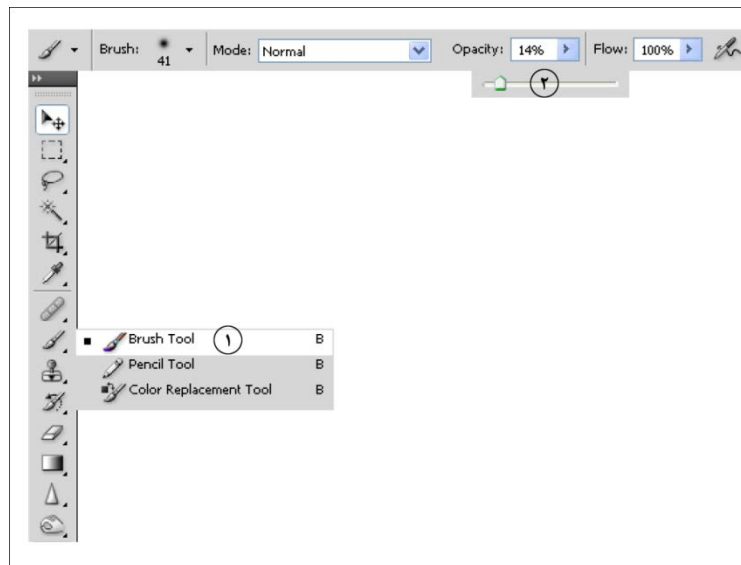 Brush: 41 Mode: Normal Opacity: 14% Flow: 100%
٢
Brush Tool ١ B
Pencil Tool B
Color Replacement Tool B